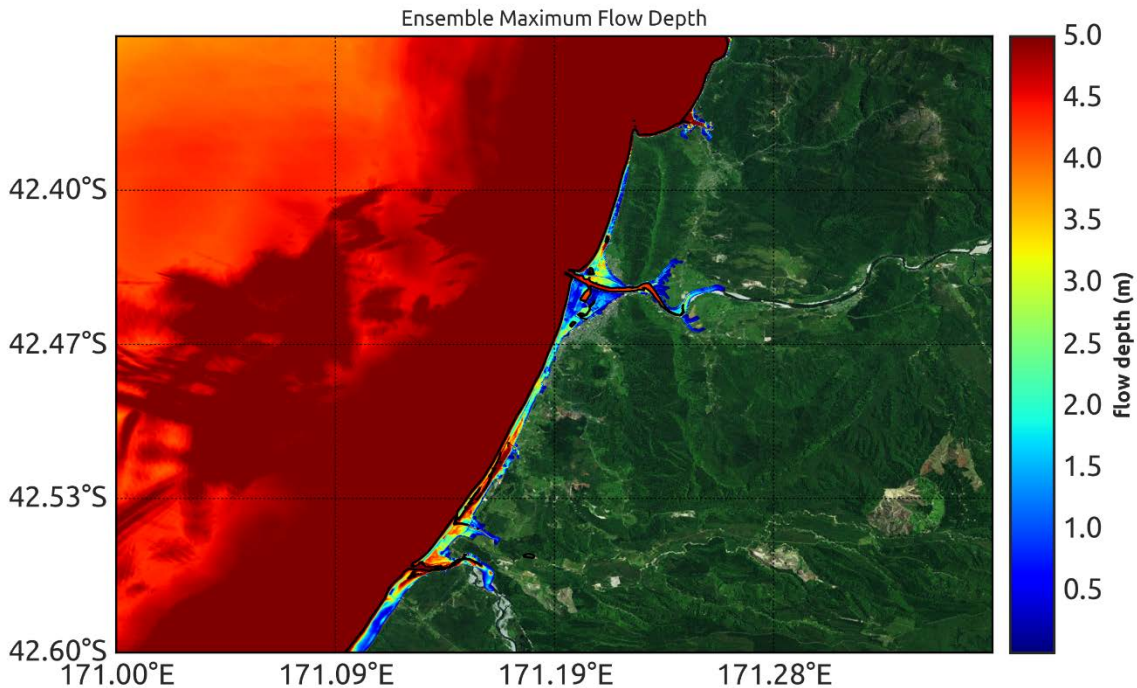 Ensemble Maximum Flow Depth
5.0
4.5
42.40°S
4.0
3.5
3.0
42.47°S
2.5
2.0
1.5
42.53°S
1.0
0.5
42.60°S
171.00°E 171.09°E 171.19°E 171.28°E
flow depth (m)